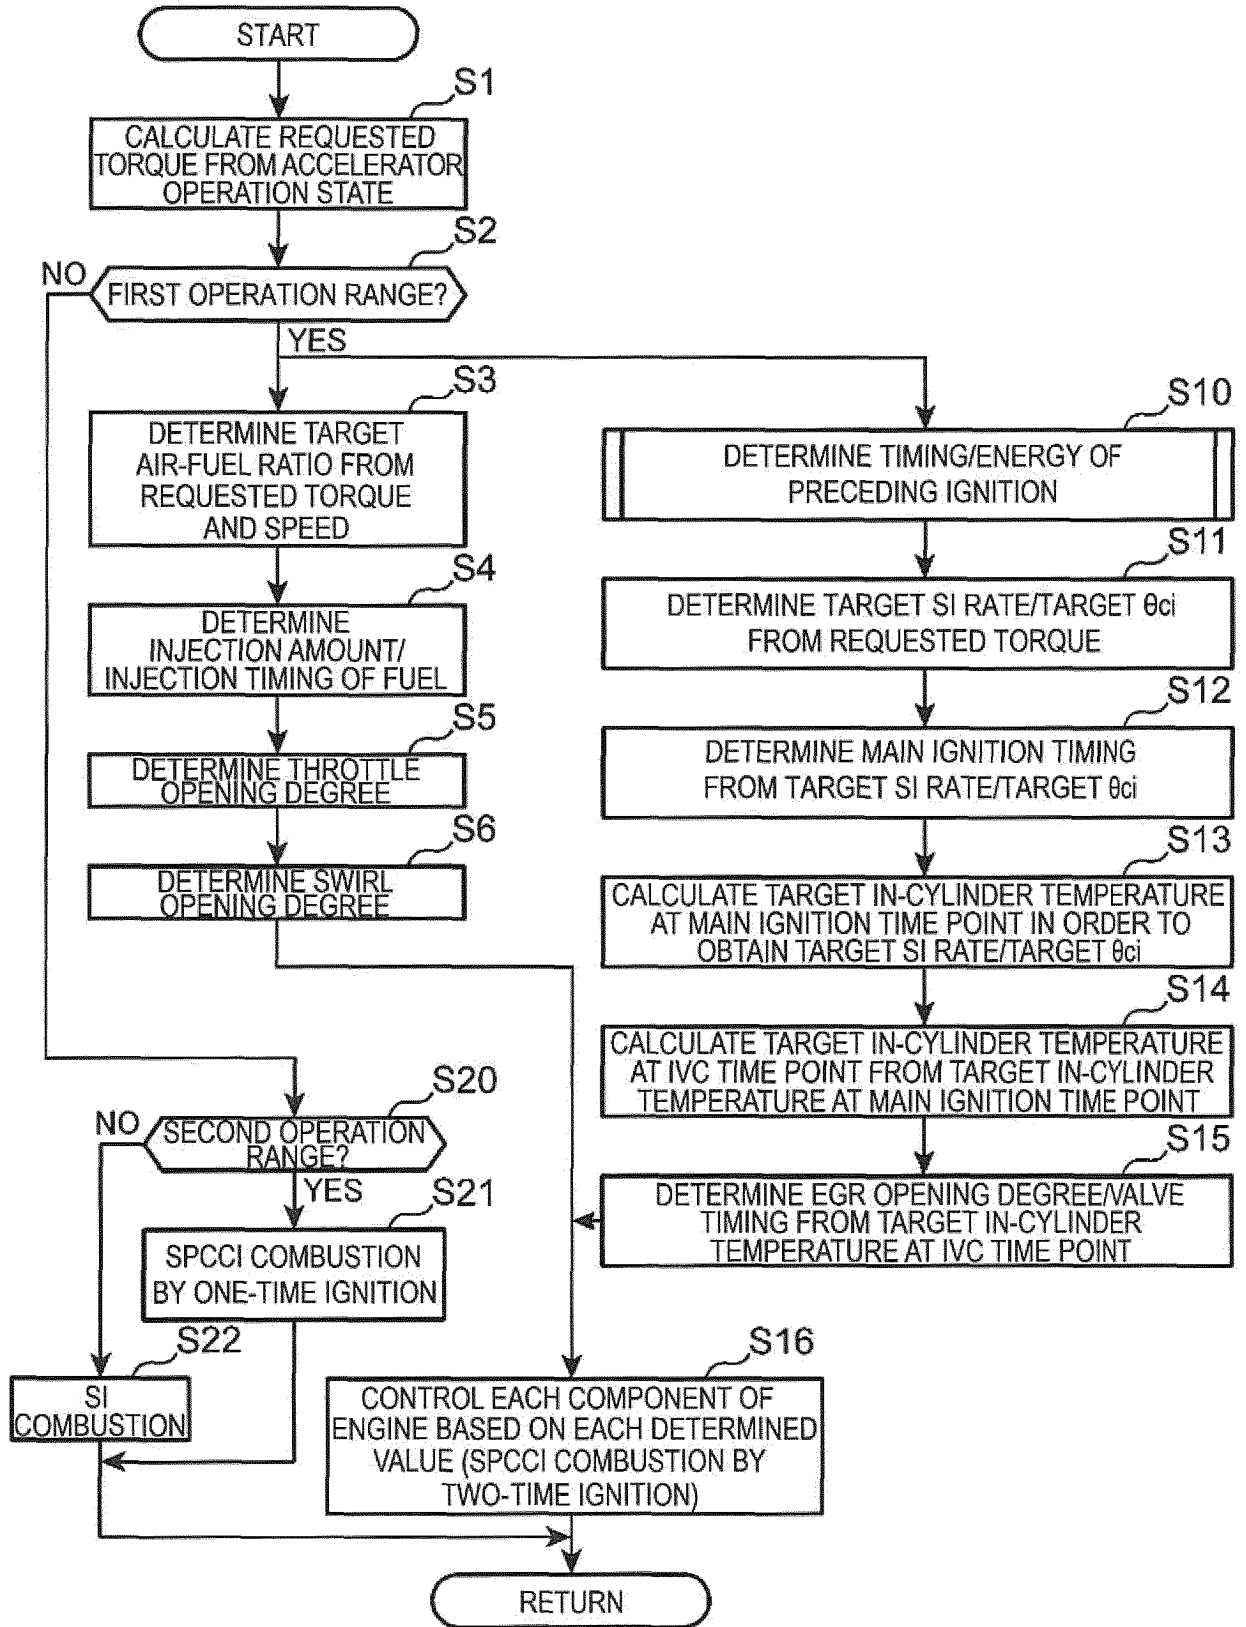 START
S1
CALCULATE REQUESTED
TORQUE FROM ACCELERATOR
OPERATION STATE
S2
NO
FIRST OPERATION RANGE?
YES
S3
DETERMINE TARGET
AIR-FUEL RATIO FROM
REQUESTED TORQUE
AND SPEED
S4
DETERMINE
INJECTION AMOUNT/
INJECTION TIMING OF FUEL
S5
DETERMINE THROTTLE
OPENING DEGREE
S6
DETERMINE SWIRL
OPENING DEGREE
S10
DETERMINE TIMING/ENERGY OF
PRECEDING IGNITION
S11
DETERMINE TARGET SI RATE/TARGET θci
FROM REQUESTED TORQUE
S12
DETERMINE MAIN IGNITION TIMING
FROM TARGET SI RATE/TARGET θci
S13
CALCULATE TARGET IN-CYLINDER TEMPERATURE
AT MAIN IGNITION TIME POINT IN ORDER TO
OBTAIN TARGET SI RATE/TARGET θci
S14
CALCULATE TARGET IN-CYLINDER TEMPERATURE
AT IVC TIME POINT FROM TARGET IN-CYLINDER
TEMPERATURE AT MAIN IGNITION TIME POINT
S15
DETERMINE EGR OPENING DEGREE/VALVE
TIMING FROM TARGET IN-CYLINDER
TEMPERATURE AT IVC TIME POINT
S20
NO
SECOND OPERATION
RANGE?
YES
S21
SPCCI COMBUSTION
BY ONE-TIME IGNITION
S22
SI
COMBUSTION
S16
CONTROL EACH COMPONENT OF
ENGINE BASED ON EACH DETERMINED
VALUE (SPCCI COMBUSTION BY
TWO-TIME IGNITION)
RETURN